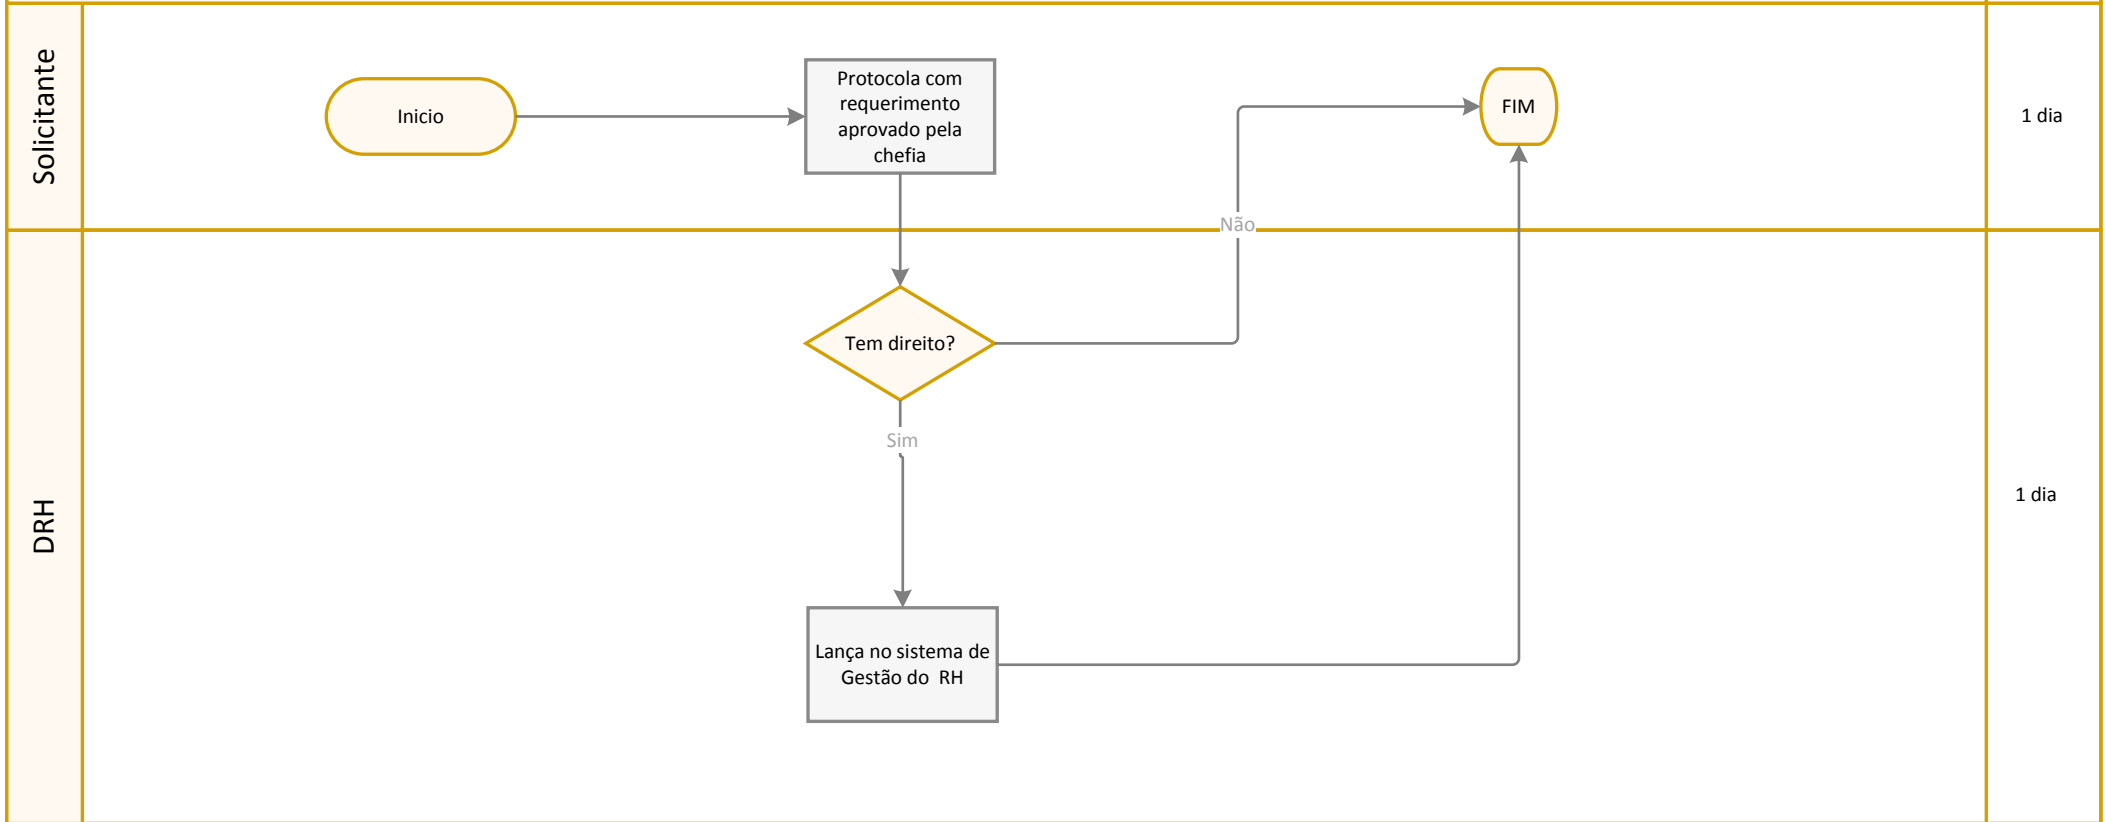 Solicitante
Inicio
Protocola com
requerimento
aprovado pela
chefia
FIM
1 dia
Não
DRH
Tem direito?
Sim
1 dia
Lança no sistema de
Gestão do  RH